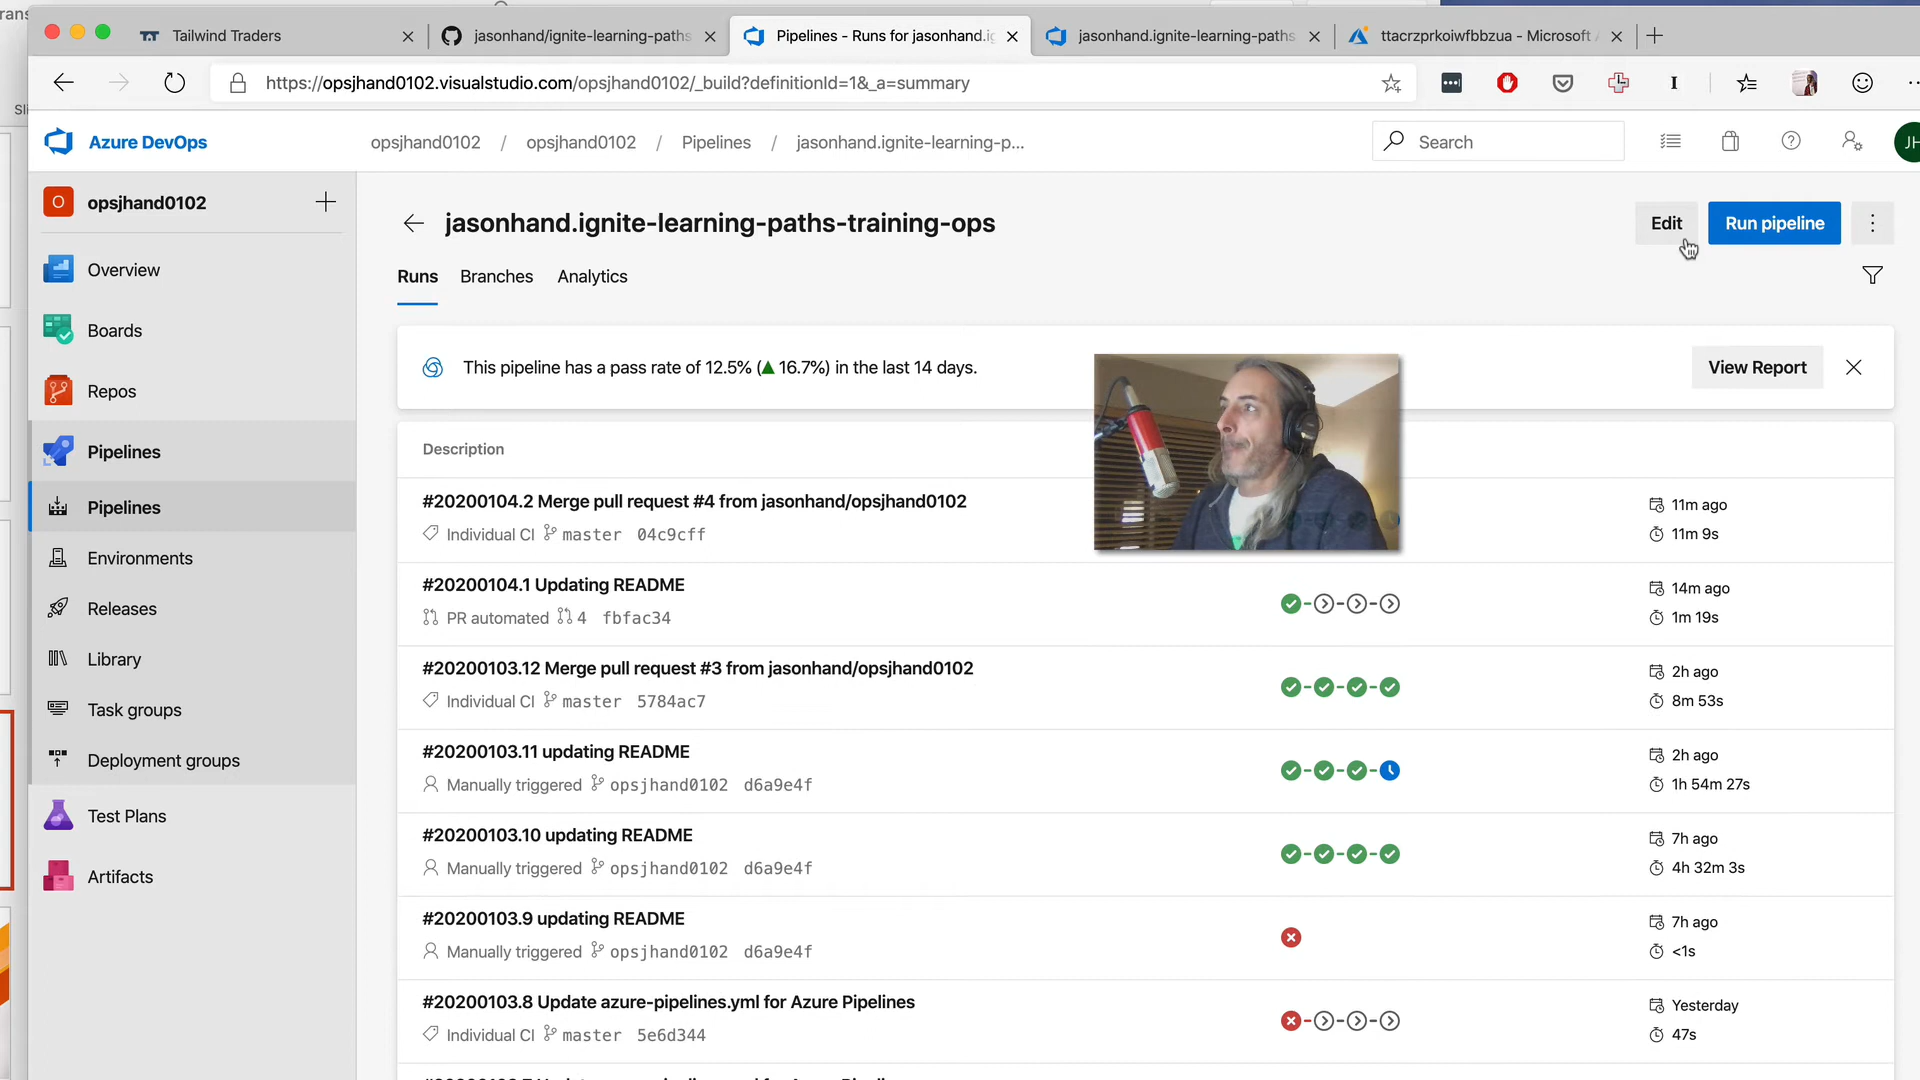 rans
Tailwind Traders
jasonhand/ignite-learning-paths
Pipelines - Runs for jasonhand.ig
jasonhand.ignite-learning-paths
ttacrzprkoiwfbbzua - Microsoft A
https://opsjhand0102.visualstudio.com/opsjhand0102/_build?definitionId=1&_a=summary
Sli
Azure DevOps
opsjhand0102 / opsjhand0102 / Pipelines / jasonhand.ignite-learning-p...
Search
JH
O opsjhand0102
Overview
Boards
Repos
Pipelines
Pipelines
Environments
Releases
Library
Task groups
Deployment groups
Test Plans
Artifacts
jasonhand.ignite-learning-paths-training-ops
Edit
Run pipeline
Runs Branches Analytics
This pipeline has a pass rate of 12.5% (▲ 16.7%) in the last 14 days.
View Report
Description
#20200104.2 Merge pull request #4 from jasonhand/opsjhand0102
Individual CI master 04c9cff
11m ago
11m 9s
#20200104.1 Updating README
PR automated 4 fbfac34
14m ago
1m 19s
#20200103.12 Merge pull request #3 from jasonhand/opsjhand0102
Individual CI master 5784ac7
2h ago
8m 53s
#20200103.11 updating README
Manually triggered opsjhand0102 d6a9e4f
2h ago
1h 54m 27s
#20200103.10 updating README
Manually triggered opsjhand0102 d6a9e4f
7h ago
4h 32m 3s
#20200103.9 updating README
Manually triggered opsjhand0102 d6a9e4f
7h ago
<1s
#20200103.8 Update azure-pipelines.yml for Azure Pipelines
Individual CI master 5e6d344
Yesterday
47s